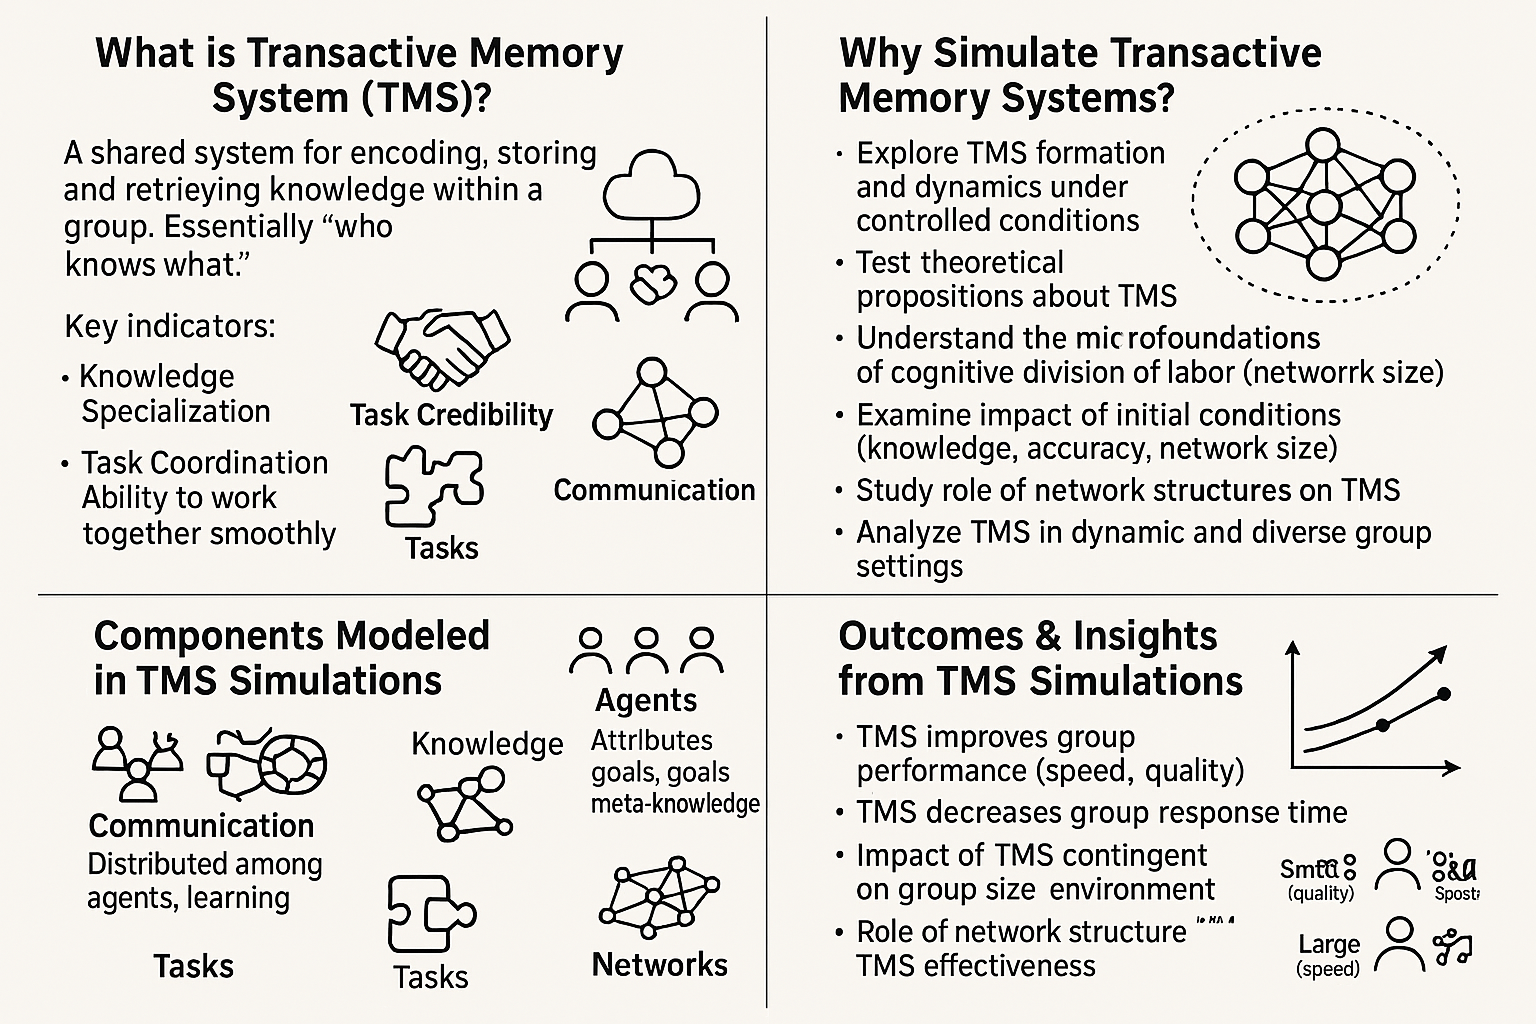 What is Transactive Memory
System (TMS)?
A shared system for encoding, storing
and retrieying knowledge within a
group. Essentially “who
knows what.”
Key indicators:
• Knowledge
Specialization
• Task Coordination
Ability to work
together smoothly
Task Credibility
Tasks
Communication
Why Simulate Transactive
Memory Systems?
• Explore TMS formation
and dynamics under
controlled conditions
• Test theoretical
propositions about TMS
• Understand the microfoundations
of cognitive division of labor (networrk size)
• Examine impact of initial conditions
(knowledge, accuracy, network size)
• Study role of network structures on TMS
• Analyze TMS in dynamic and diverse group
settings
Components Modeled
in TMS Simulations
Communication
Distributed among
agents, learning
Tasks
Knowledge
Tasks
Agents
Attributes
goals, goals
meta-knowledge
Networks
Outcomes & Insights
from TMS Simulations
• TMS improves group
performance (speed, quality)
• TMS decreases group response time
• Impact of TMS contingent
on group size environment
• Role of network structure
TMS effectiveness
(quality)
Large
(speed)